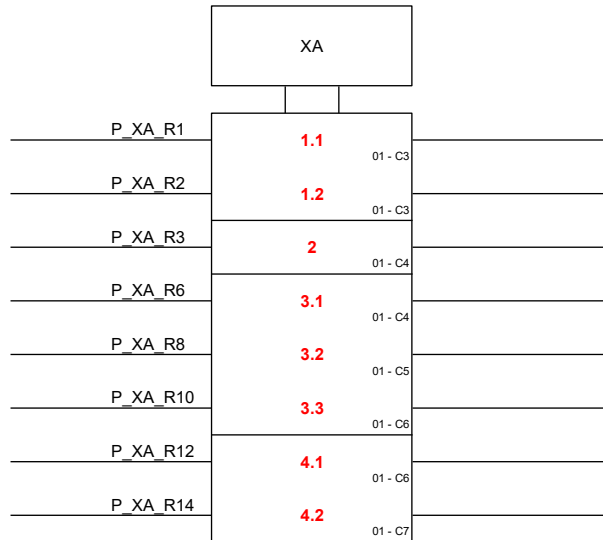 XA
P_XA_R1
1.1
01 - C3
P_XA_R2
1.2
01 - C3
P_XA_R3
2
01 - C4
P_XA_R6
3.1
01 - C4
P_XA_R8
3.2
01 - C5
P_XA_R10
3.3
01 - C6
P_XA_R12
4.1
01 - C6
P_XA_R14
4.2
01 - C7